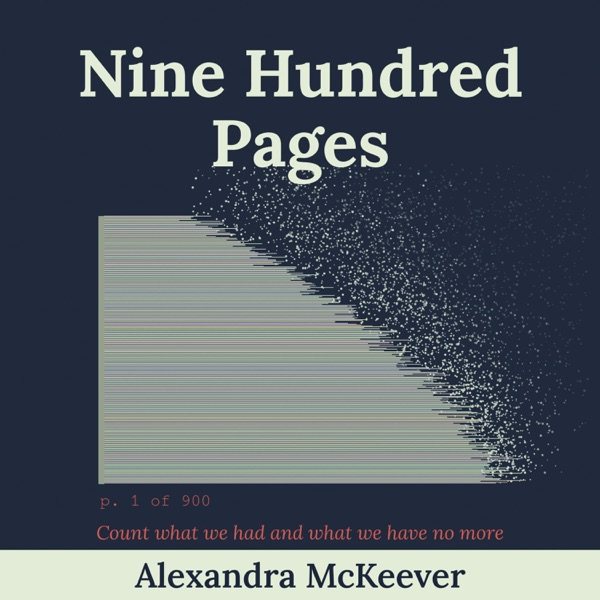 Nine Hundred
Pages
p. 1 of 900
Count what we had and what we have no more
Alexandra McKeever